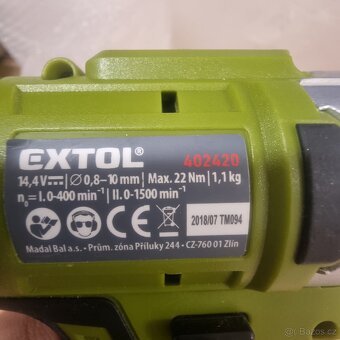 EXTOL® 402420
14,4V⎓ | Ø 0,8–10 mm | Max. 22 Nm | 1,1 kg
n₀= I. 0-400 min⁻¹ | II. 0-1500 min⁻¹
CE
2018/07 TM094
Madal Bal a.s. • Prům. zóna Příluky 244 • CZ-760 01 Zlín